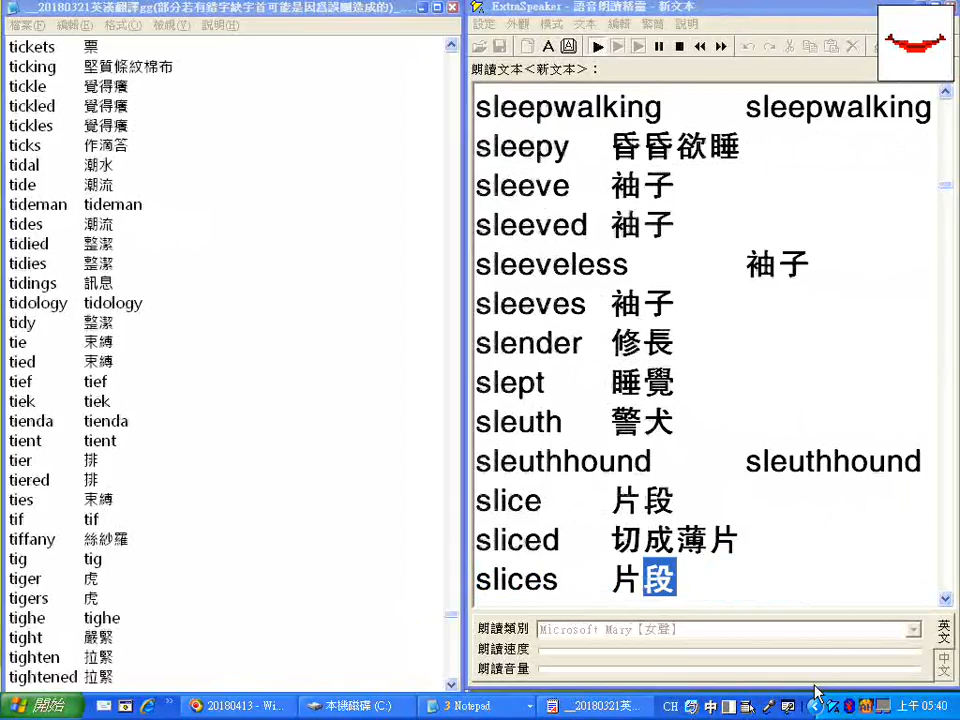 __20180321英漢翻譯gg(部分若有錯字缺字首可能是因為誤刪造成的)_...
檔案(F) 編輯(E) 格式(O) 檢視(V) 說明(H)
tickets 票
ticking 堅質條紋棉布
tickle 覺得癢
tickled 覺得癢
tickles 覺得癢
ticks 作滴答
tidal 潮水
tide 潮流
tideman tideman
tides 潮流
tidied 整潔
tidies 整潔
tidings 訊息
tidology tidology
tidy 整潔
tie 束縛
tied 束縛
tief tief
tiek tiek
tienda tienda
tient tient
tier 排
tiered 排
ties 束縛
tif tif
tiffany 絲紗羅
tig tig
tiger 虎
tigers 虎
tighe tighe
tight 嚴緊
tighten 拉緊
tightened 拉緊
ExtraSpeaker - 語音朗讀精靈 - 新文本
設定 外觀 模式 文本 編輯 繁簡 說明
朗讀文本<新文本>：
sleepwalking sleepwalking
sleepy 昏昏欲睡
sleeve 袖子
sleeved 袖子
sleeveless 袖子
sleeves 袖子
slender 修長
slept 睡覺
sleuth 警犬
sleuthhound sleuthhound
slice 片段
sliced 切成薄片
slices 片段
朗讀類別 Microsoft Mary【女聲】
朗讀速度
朗讀音量
英文
中文
開始
20180413 - Wi...
本機磁碟 (C:)
3 Notepad
__20180321英...
CH 中
上午 05:40